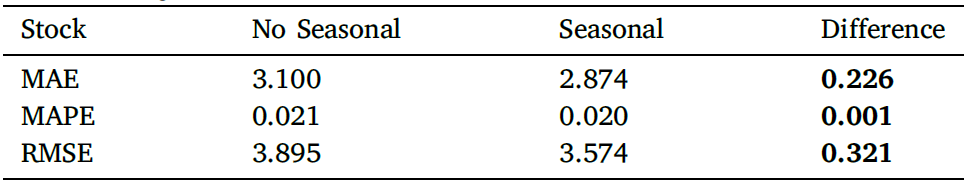 Stock No Seasonal Seasonal Difference
MAE 3.100 2.874 0.226
MAPE 0.021 0.020 0.001
RMSE 3.895 3.574 0.321